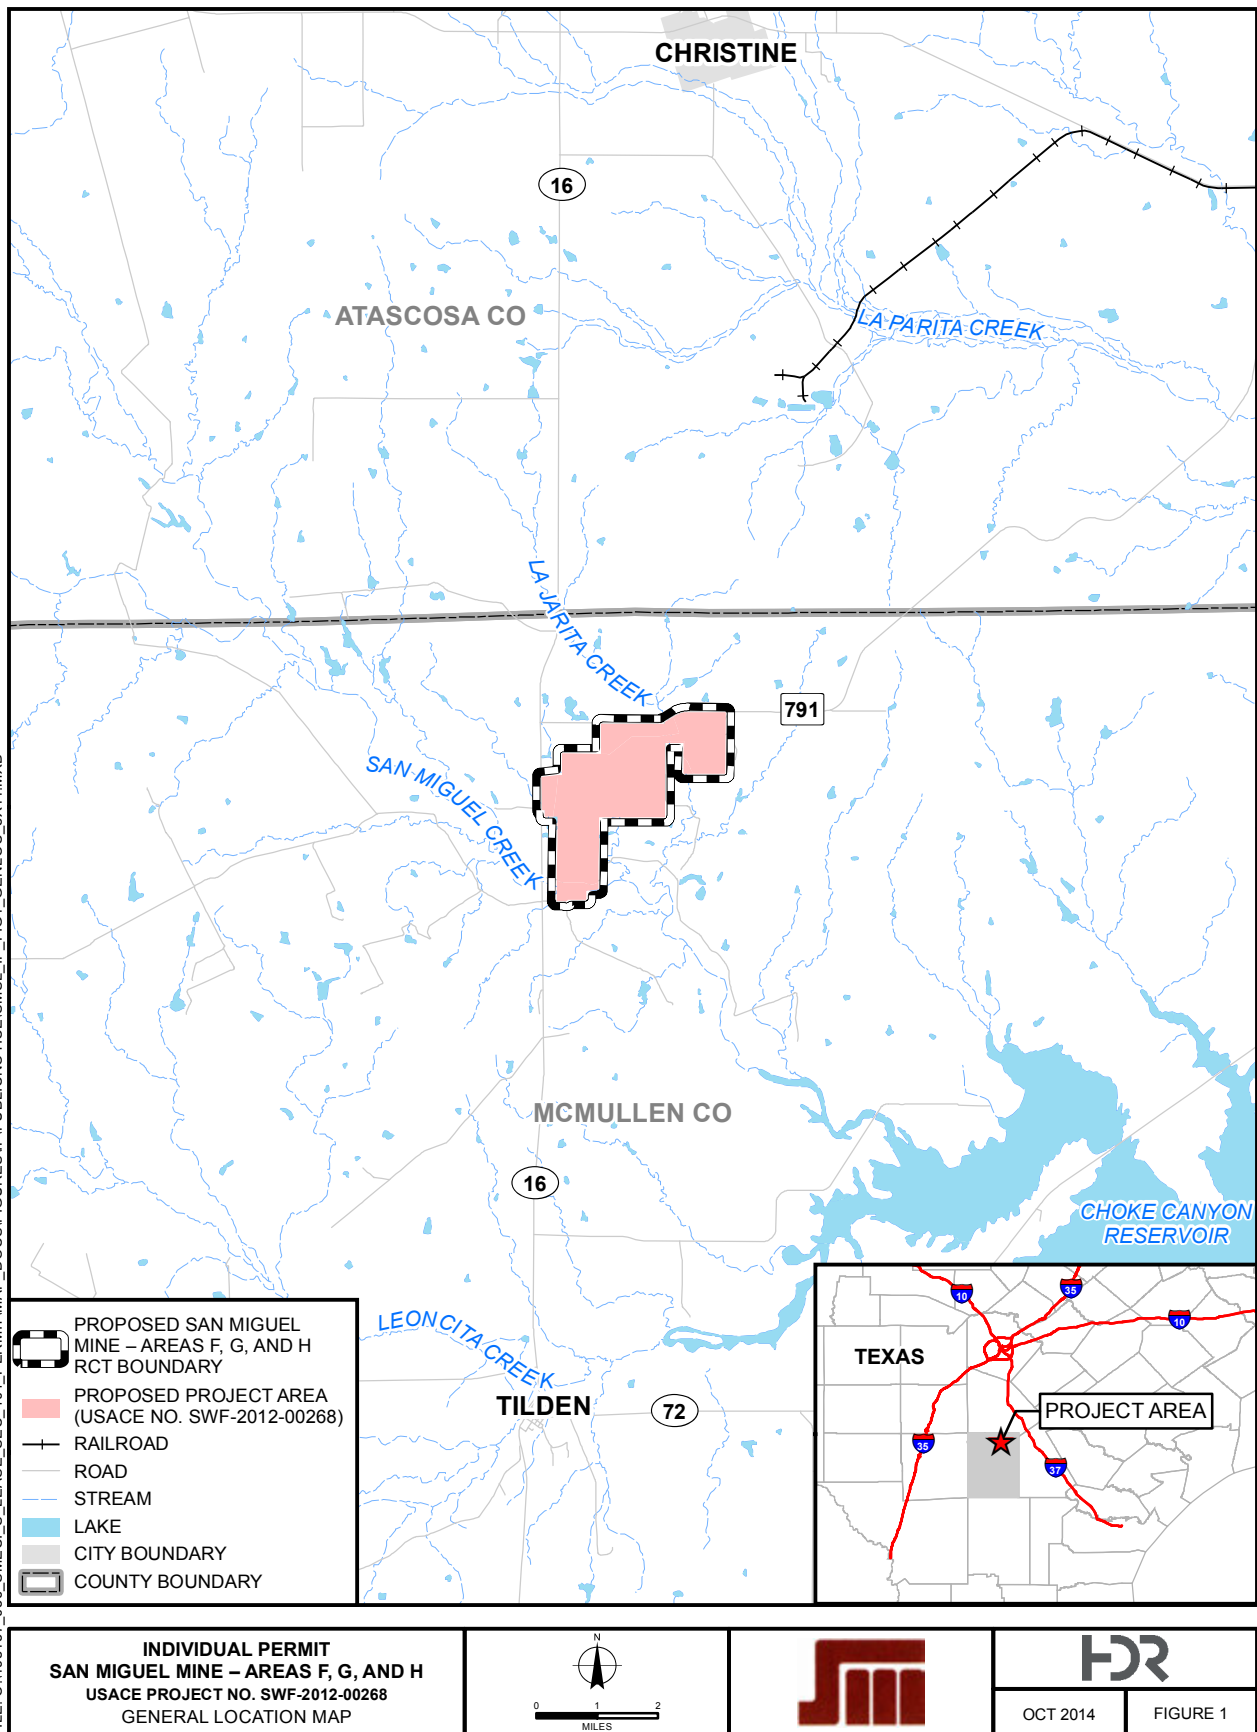 CHRISTINE
16
ATASCOSA CO
LA PARITA CREEK
LA JARITA CREEK
791
SAN MIGUEL CREEK
MCMULLEN CO
16
CHOKE CANYON
RESERVOIR
LEONCITA CREEK
TILDEN
72
PROPOSED SAN MIGUEL
MINE – AREAS F, G, AND H
RCT BOUNDARY
PROPOSED PROJECT AREA
(USACE NO. SWF-2012-00268)
RAILROAD
ROAD
STREAM
LAKE
CITY BOUNDARY
COUNTY BOUNDARY
10
35
10
TEXAS
PROJECT AREA
35
37
INDIVIDUAL PERMIT
SAN MIGUEL MINE – AREAS F, G, AND H
USACE PROJECT NO. SWF-2012-00268
GENERAL LOCATION MAP
N
0 1 2
MILES
HDR
OCT 2014
FIGURE 1